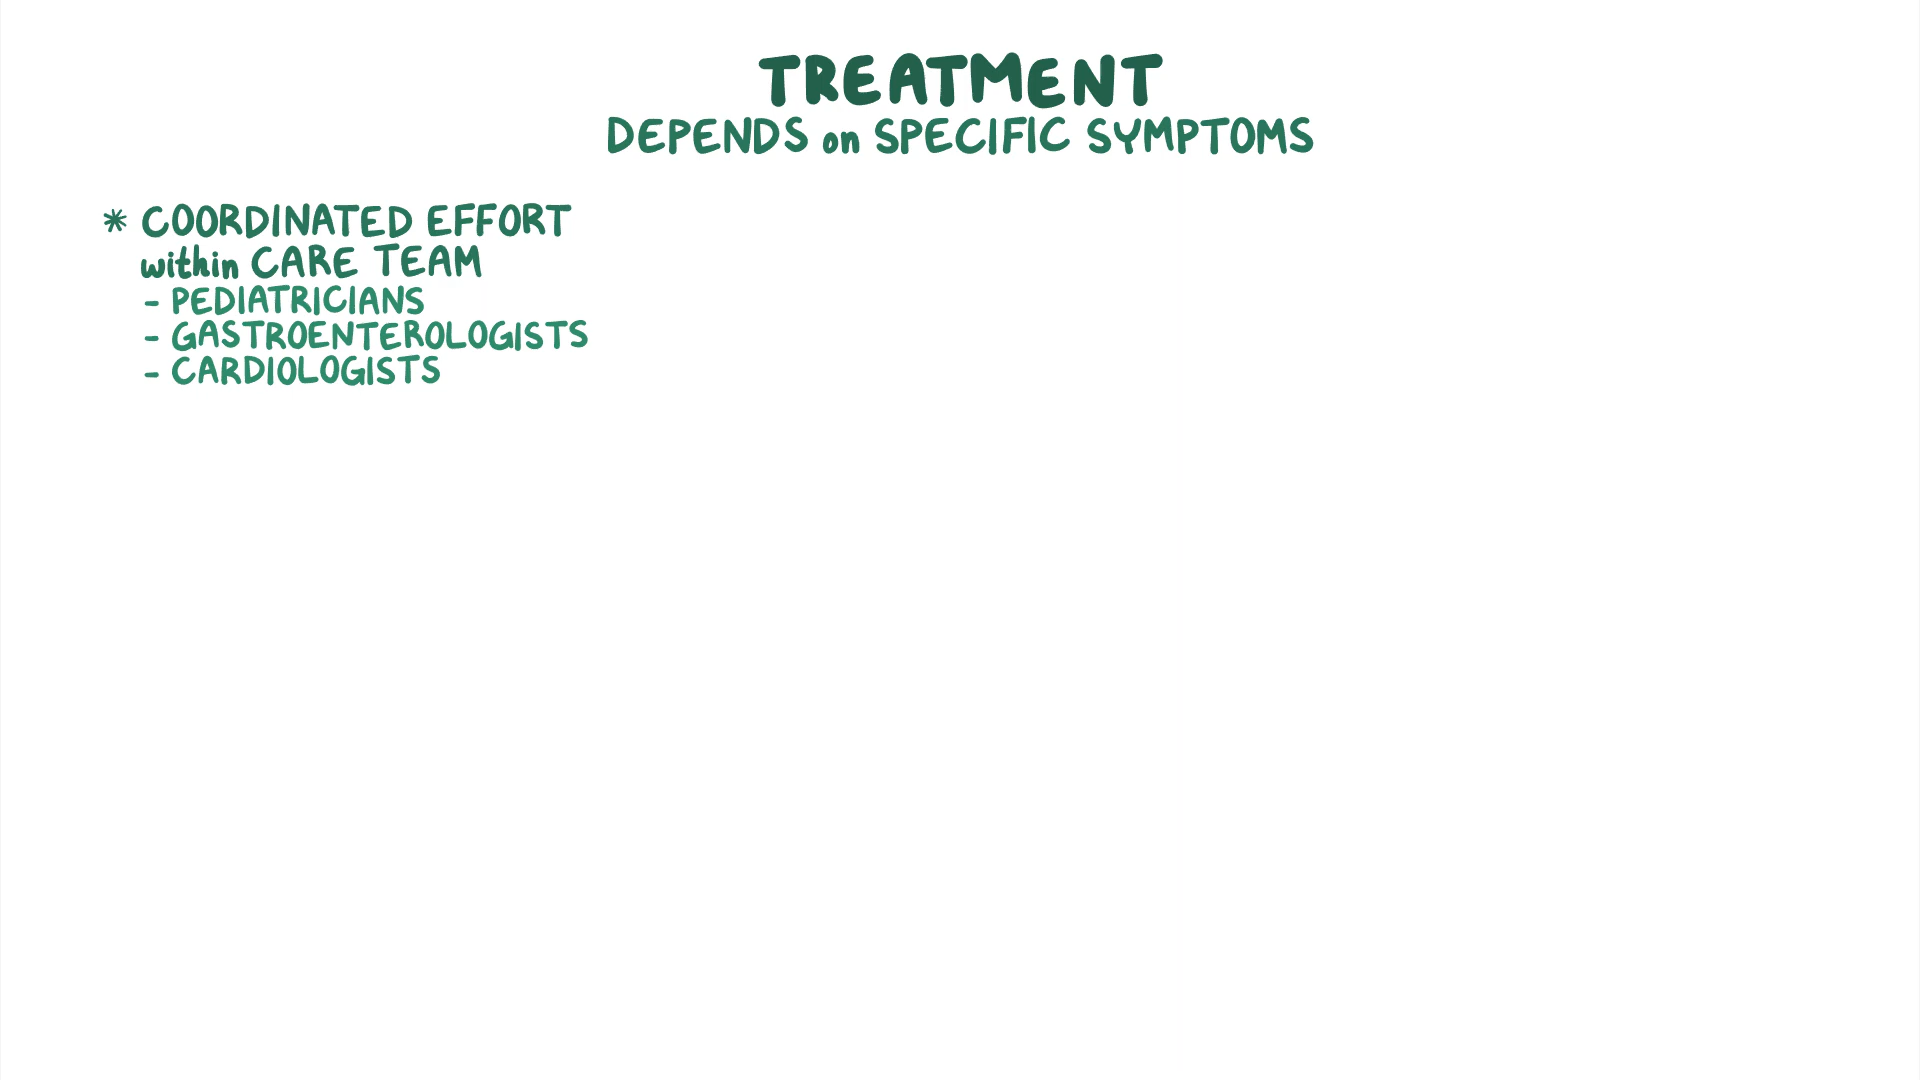 TREATMENT
DEPENDS on SPECIFIC SYMPTOMS
* COORDINATED EFFORT
within CARE TEAM
- PEDIATRICIANS
- GASTROENTEROLOGISTS
- CARDIOLOGISTS